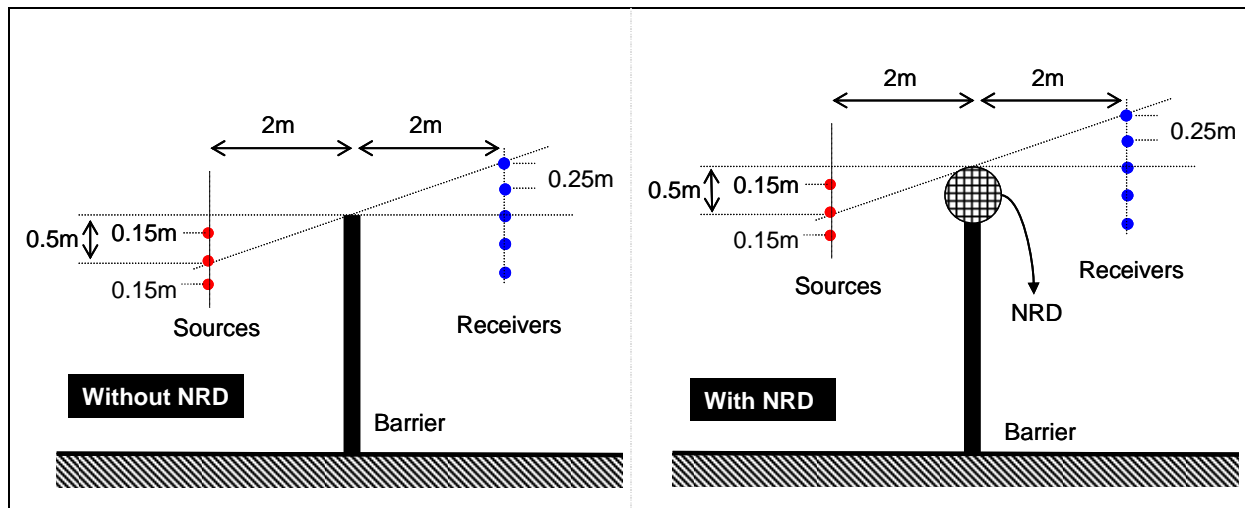 2m
2m
0.25m
0.5m
0.15m
0.15m
Sources
Receivers
Without NRD
Barrier
2m
2m
0.25m
0.5m
0.15m
0.15m
Sources
Receivers
NRD
With NRD
Barrier